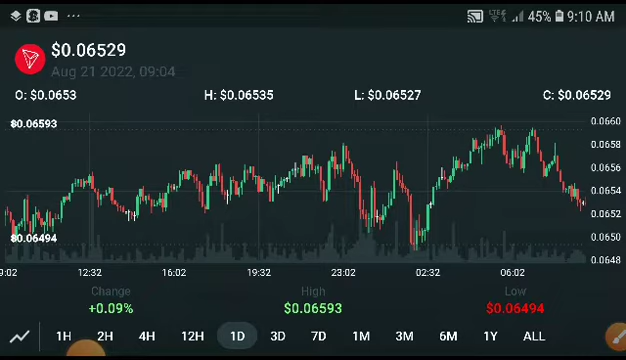 45% 9:10 AM
$0.06529
Aug 21 2022, 09:04
O: $0.0653 H: $0.06535 L: $0.06527 C: $0.06529
$0.06593
0.0660
0.0658
0.0656
0.0654
0.0652
$0.06494
0.0650
0.0648
9:02 12:32 16:02 19:32 23:02 02:32 06:02
Change High Low
+0.09% $0.06593 $0.06494
1H 2H 4H 12H 1D 3D 7D 1M 3M 6M 1Y ALL